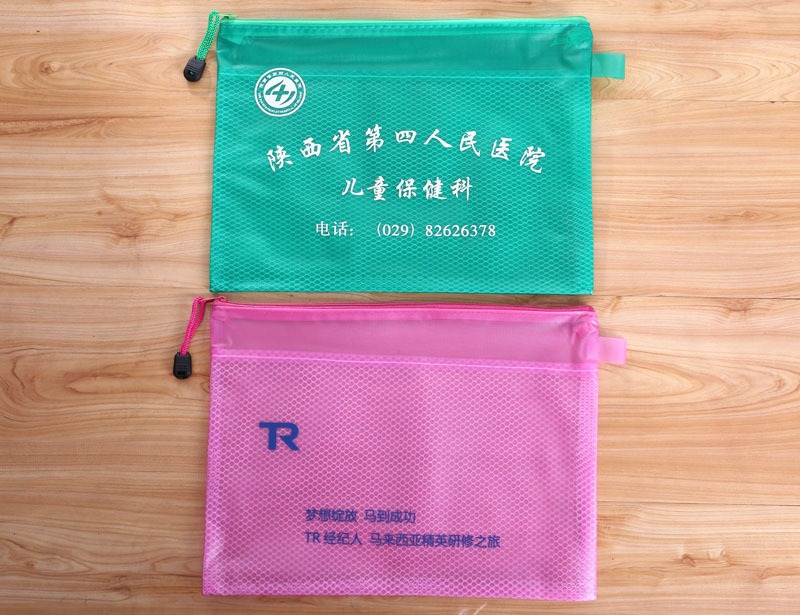 陕西省第四人民医院
儿童保健科
电话：（029）82626378
TR
梦想绽放 马到成功
TR 经纪人 马来西亚精英研修之旅